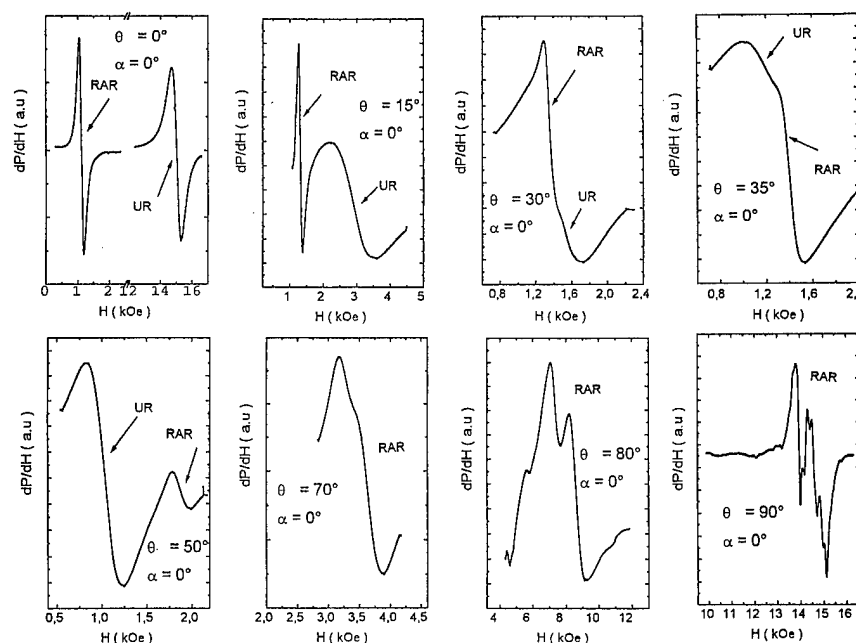 dP/dH ( a.u )
θ = 0°
α = 0°
RAR
UR
0 1 2 12 14 16
H ( kOe )
dP/dH ( a.u )
RAR
θ = 15°
α = 0°
UR
0 1 2 3 4 5
H ( kOe )
dP/dH ( a.u )
RAR
θ = 30°
α = 0°
UR
0,8 1,2 1,6 2,0 2,4
H ( kOe )
dP/dH ( a.u )
UR
RAR
θ = 35°
α = 0°
0,8 1,2 1,6
H ( kOe )
dP/dH ( a.u )
UR
RAR
θ = 50°
α = 0°
0,5 1,0 1,5 2,0
H ( kOe )
dP/dH ( a.u )
RAR
θ = 70°
α = 0°
2,0 2,5 3,0 3,5 4,0 4,5
H ( kOe )
dP/dH ( a.u )
RAR
θ = 80°
α = 0°
4 6 8 10 12
H ( kOe )
dP/dH ( a.u )
RAR
θ = 90°
α = 0°
10 11 12 13 14 15 16
H ( kOe )